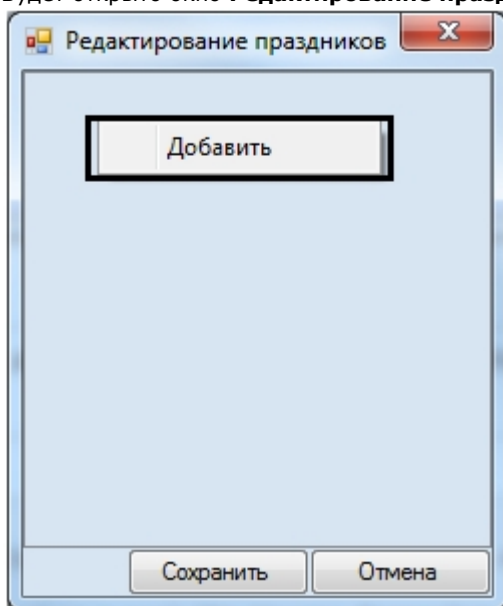 Редактирование праздников
Добавить
Сохранить
Отмена